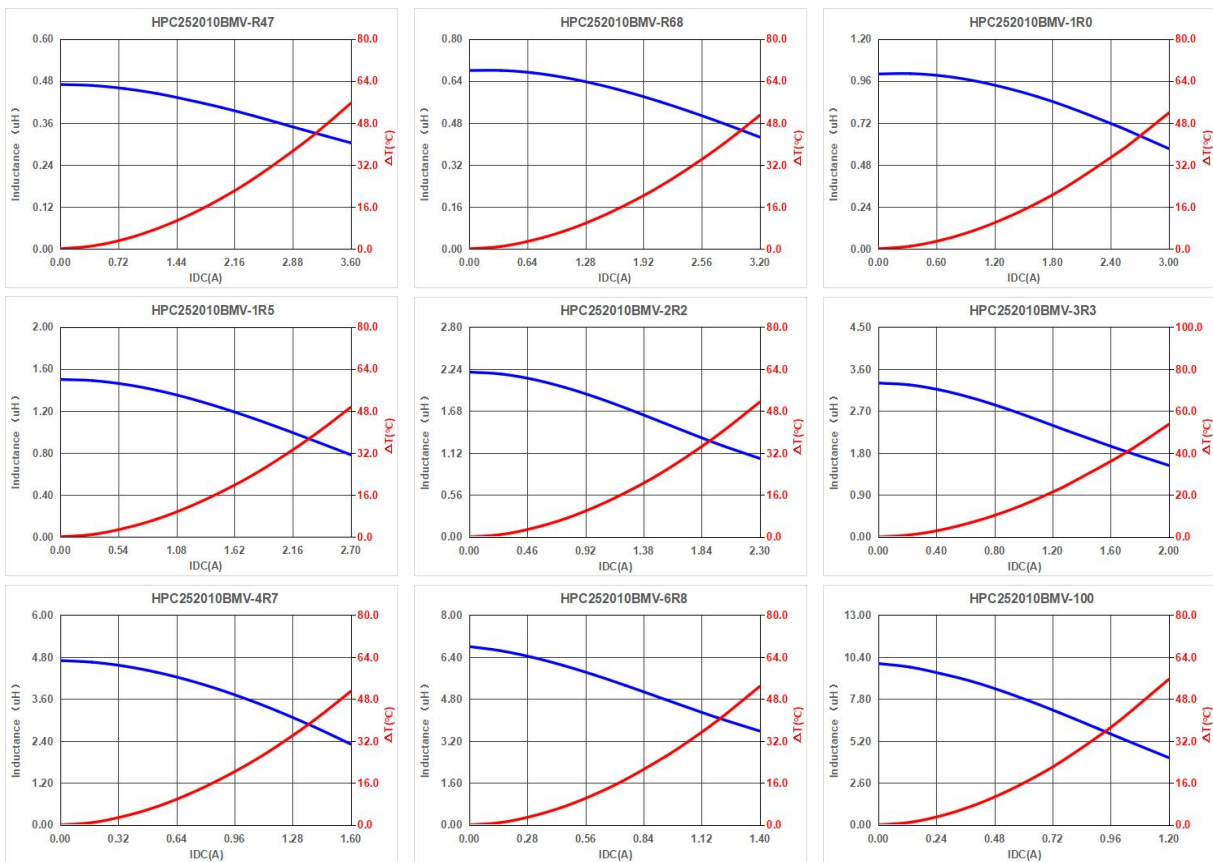 HPC252010BMV-R47
0.60
0.48
0.36
0.24
0.12
0.00
Inductance （uH）
80.0
64.0
48.0
32.0
16.0
0.0
ΔT(℃)
0.00 0.72 1.44 2.16 2.88 3.60
IDC(A)
HPC252010BMV-R68
0.80
0.64
0.48
0.32
0.16
0.00
Inductance （uH）
80.0
64.0
48.0
32.0
16.0
0.0
ΔT(℃)
0.00 0.64 1.28 1.92 2.56 3.20
IDC(A)
HPC252010BMV-1R0
1.20
0.96
0.72
0.48
0.24
0.00
Inductance （uH）
80.0
64.0
48.0
32.0
16.0
0.0
ΔT(℃)
0.00 0.60 1.20 1.80 2.40 3.00
IDC(A)
HPC252010BMV-1R5
2.00
1.60
1.20
0.80
0.40
0.00
Inductance （uH）
80.0
64.0
48.0
32.0
16.0
0.0
ΔT(℃)
0.00 0.54 1.08 1.62 2.16 2.70
IDC(A)
HPC252010BMV-2R2
2.80
2.24
1.68
1.12
0.56
0.00
Inductance （uH）
80.0
64.0
48.0
32.0
16.0
0.0
ΔT(℃)
0.00 0.46 0.92 1.38 1.84 2.30
IDC(A)
HPC252010BMV-3R3
4.50
3.60
2.70
1.80
0.90
0.00
Inductance （uH）
100.0
80.0
60.0
40.0
20.0
0.0
ΔT(℃)
0.00 0.40 0.80 1.20 1.60 2.00
IDC(A)
HPC252010BMV-4R7
6.00
4.80
3.60
2.40
1.20
0.00
Inductance （uH）
80.0
64.0
48.0
32.0
16.0
0.0
ΔT(℃)
0.00 0.32 0.64 0.96 1.28 1.60
IDC(A)
HPC252010BMV-6R8
8.00
6.40
4.80
3.20
1.60
0.00
Inductance （uH）
80.0
64.0
48.0
32.0
16.0
0.0
ΔT(℃)
0.00 0.28 0.56 0.84 1.12 1.40
IDC(A)
HPC252010BMV-100
13.00
10.40
7.80
5.20
2.60
0.00
Inductance （uH）
80.0
64.0
48.0
32.0
16.0
0.0
ΔT(℃)
0.00 0.24 0.48 0.72 0.96 1.20
IDC(A)